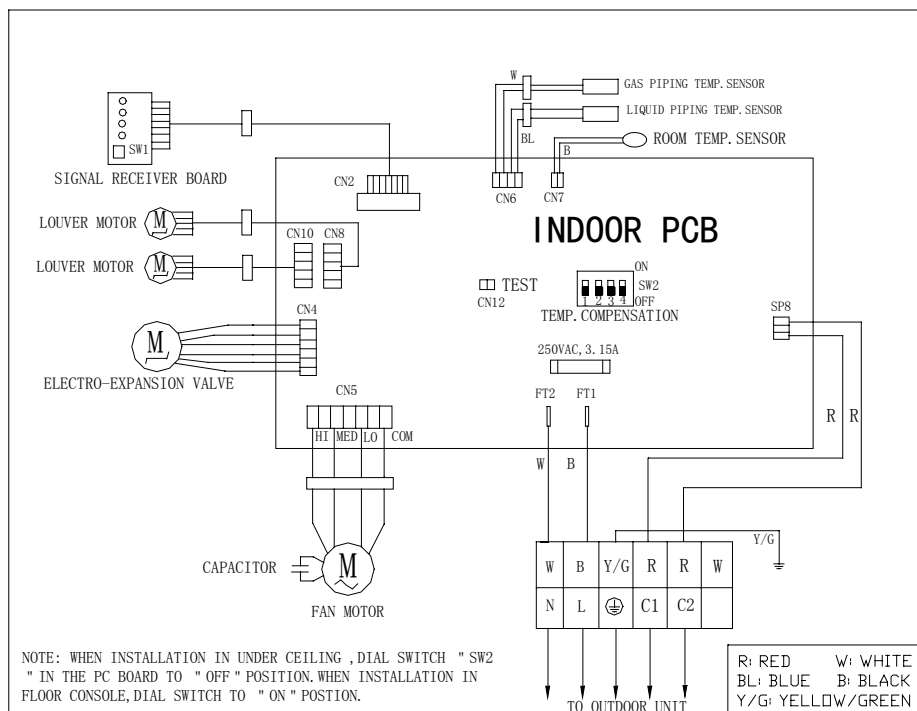 W
GAS PIPING TEMP.SENSOR
LIQUID PIPING TEMP.SENSOR
BL
ROOM TEMP.SENSOR
B
SW1
SIGNAL RECEIVER BOARD
CN2
CN6
CN7
LOUVER MOTOR
M
CN10
CN8
INDOOR PCB
LOUVER MOTOR
M
ON
TEST
SW2
CN12
1 2 3 4
OFF
CN4
SP8
TEMP.COMPENSATION
M
250VAC,3.15A
ELECTRO-EXPANSION VALVE
CN5
FT2
FT1
HI
MED
LO
COM
R
R
W
B
Y/G
CAPACITOR
M
FAN MOTOR
W B Y/G R R W
N L C1 C2
NOTE: WHEN INSTALLATION IN UNDER CEILING ,DIAL SWITCH " SW2
" IN THE PC BOARD TO " OFF " POSITION.WHEN INSTALLATION IN
FLOOR CONSOLE,DIAL SWITCH TO " ON " POSTION.
TO OUTDOOR UNIT
R: RED W: WHITE
BL: BLUE B: BLACK
Y/G: YELLOW/GREEN